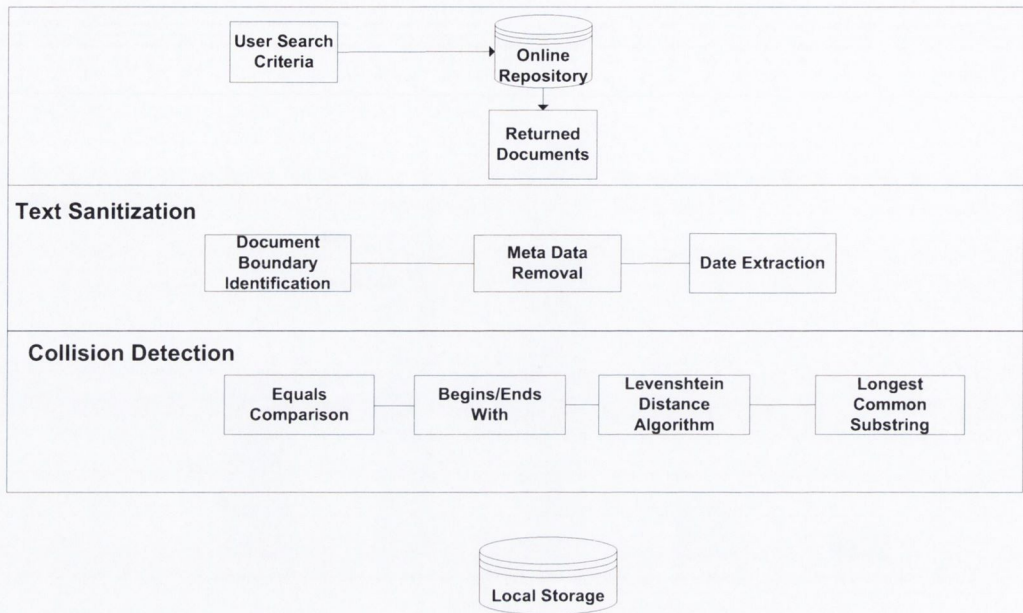 User Search
Criteria
Online
Repository
Returned
Documents
Text Sanitization
Document
Boundary
Identification
Meta Data
Removal
Date Extraction
Collision Detection
Equals
Comparison
Begins/Ends
With
Levenshtein
Distance
Algorithm
Longest
Common
Substring
Local Storage